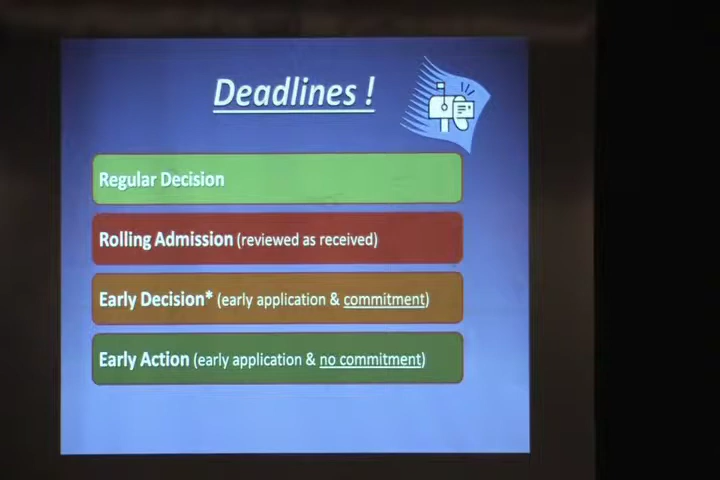 Deadlines !
Regular Decision
Rolling Admission (reviewed as received)
Early Decision* (early application & commitment)
Early Action (early application & no commitment)